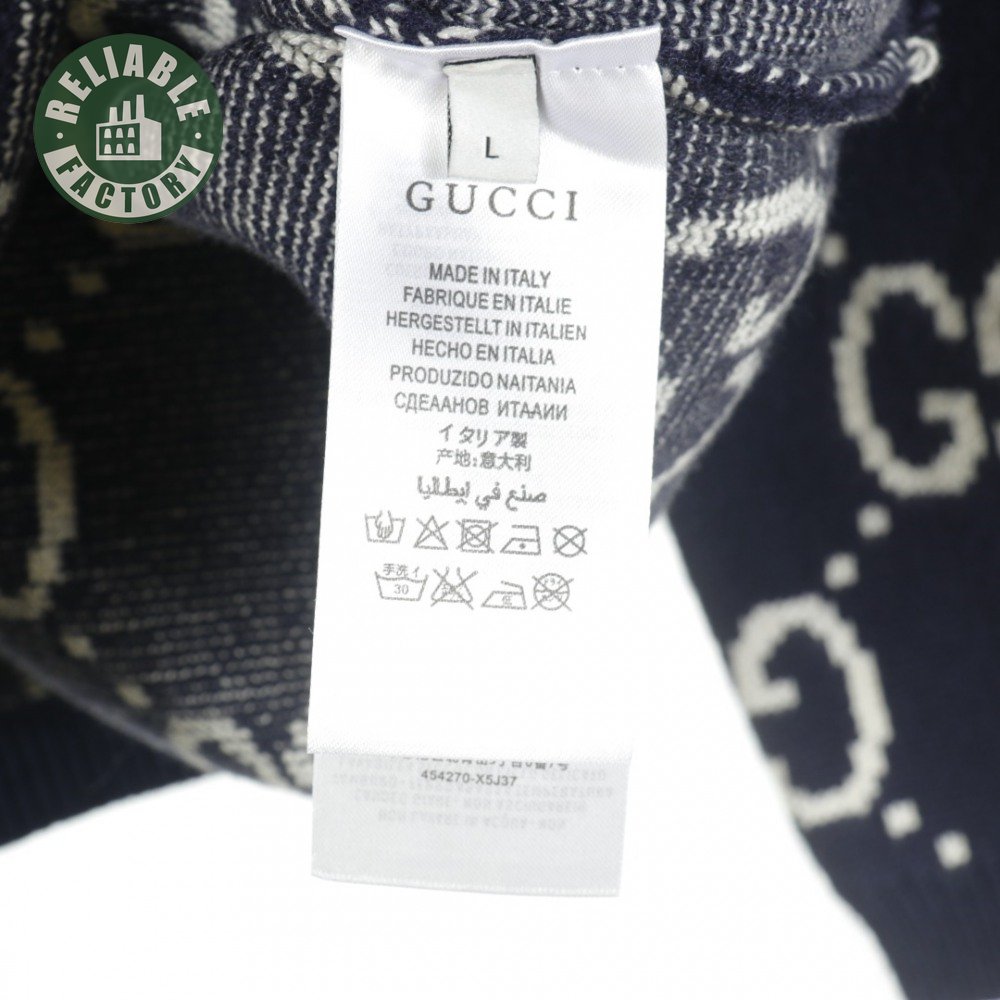 RELIABLE
FACTORY
L
GUCCI
MADE IN ITALY
FABRIQUE EN ITALIE
HERGESTELLT IN ITALIEN
HECHO EN ITALIA
PRODUZIDO NAITANIA
СДЕААНОВ ИТААИИ
イタリア製
产地:意大利
صنع في إيطاليا
手洗イ
30
454270-X5J37
G
G